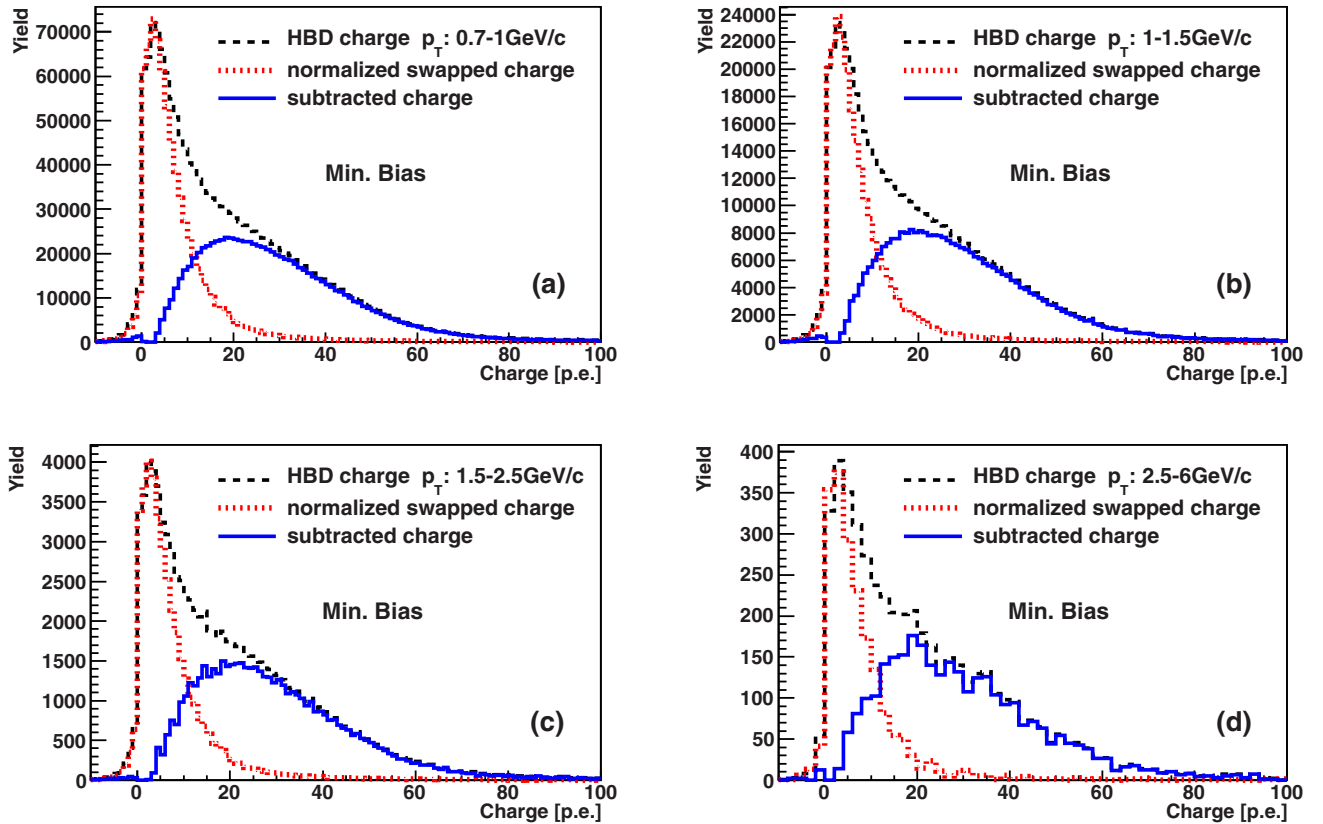 Yield
70000
60000
50000
40000
30000
20000
10000
0
HBD charge p_T: 0.7-1GeV/c
normalized swapped charge
subtracted charge
Min. Bias
(a)
0 20 40 60 80 100
Charge [p.e.]
Yield
24000
22000
20000
18000
16000
14000
12000
10000
8000
6000
4000
2000
0
HBD charge p_T: 1-1.5GeV/c
normalized swapped charge
subtracted charge
Min. Bias
(b)
0 20 40 60 80 100
Charge [p.e.]
Yield
4000
3500
3000
2500
2000
1500
1000
500
0
HBD charge p_T: 1.5-2.5GeV/c
normalized swapped charge
subtracted charge
Min. Bias
(c)
0 20 40 60 80 100
Charge [p.e.]
Yield
400
350
300
250
200
150
100
50
0
HBD charge p_T: 2.5-6GeV/c
normalized swapped charge
subtracted charge
Min. Bias
(d)
0 20 40 60 80 100
Charge [p.e.]